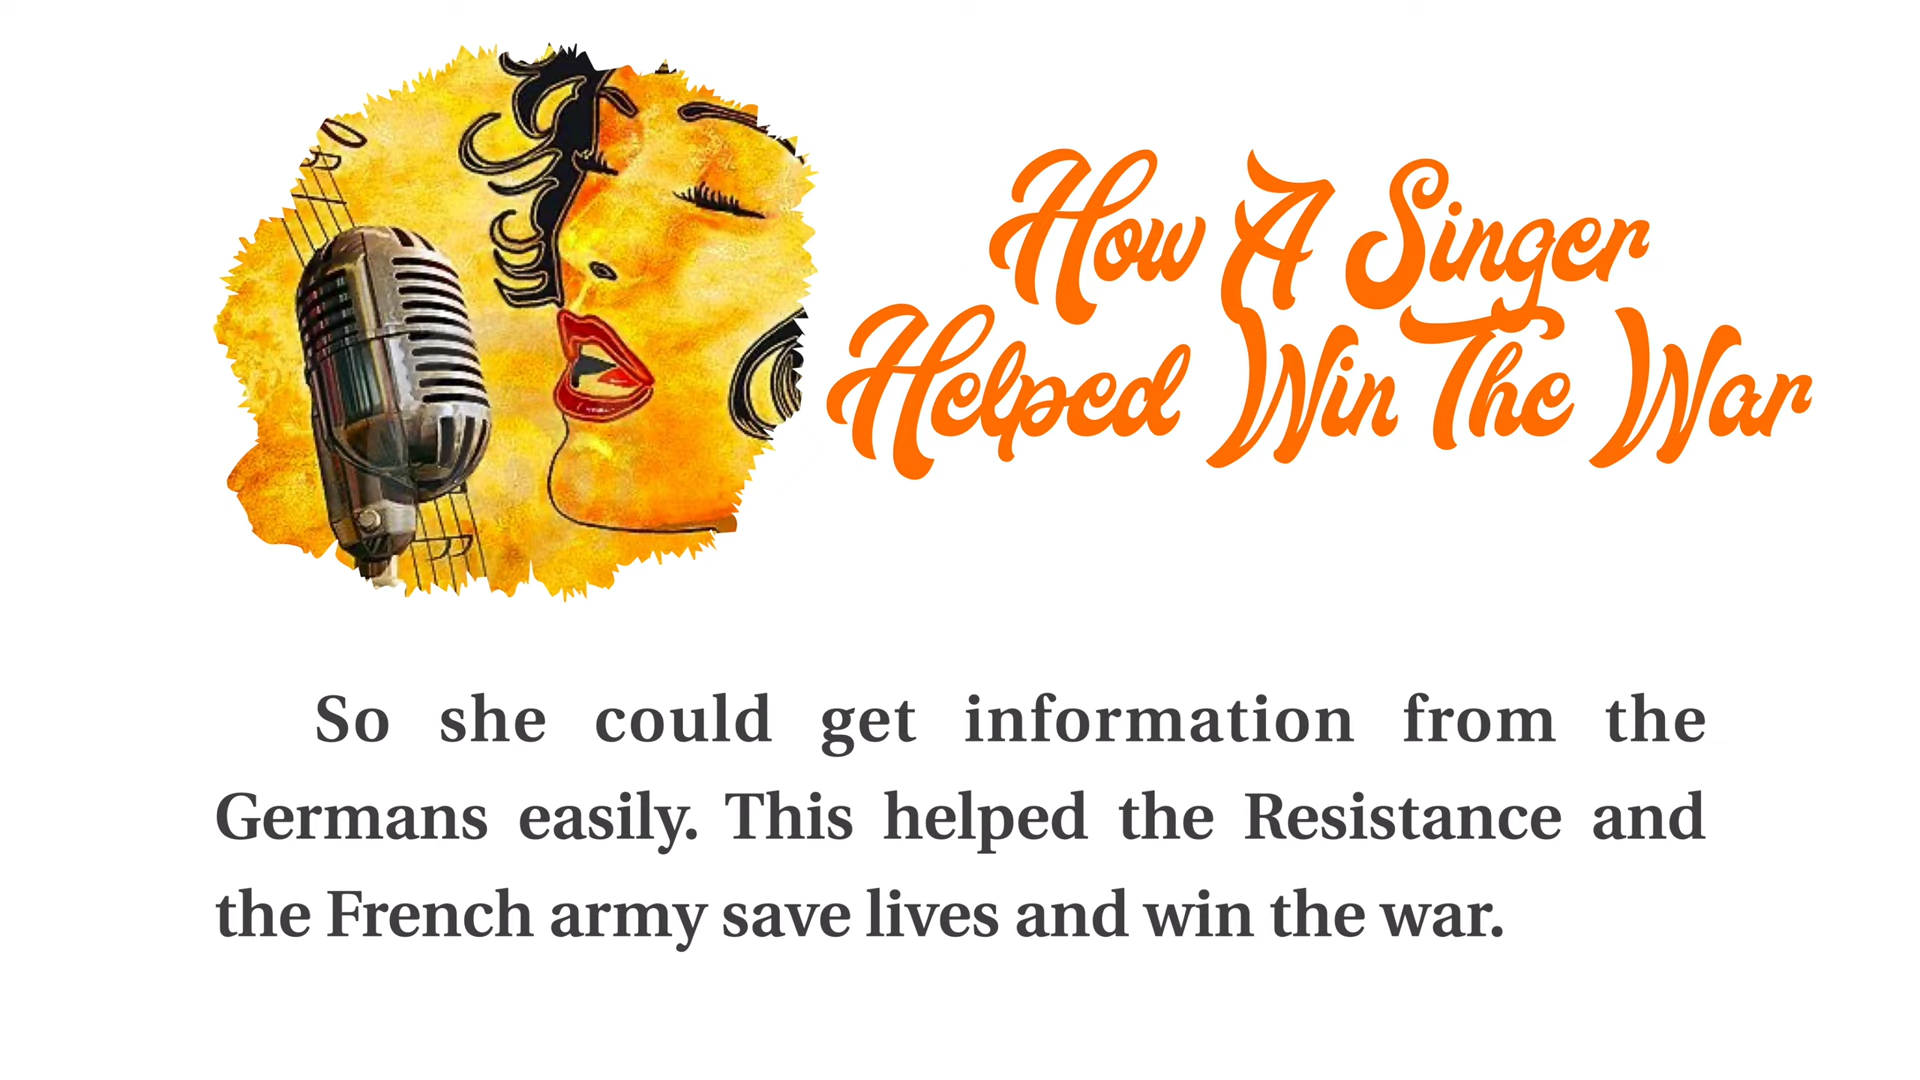 How A Singer
Helped Win The War
So she could get information from the
Germans easily. This helped the Resistance and
the French army save lives and win the war.